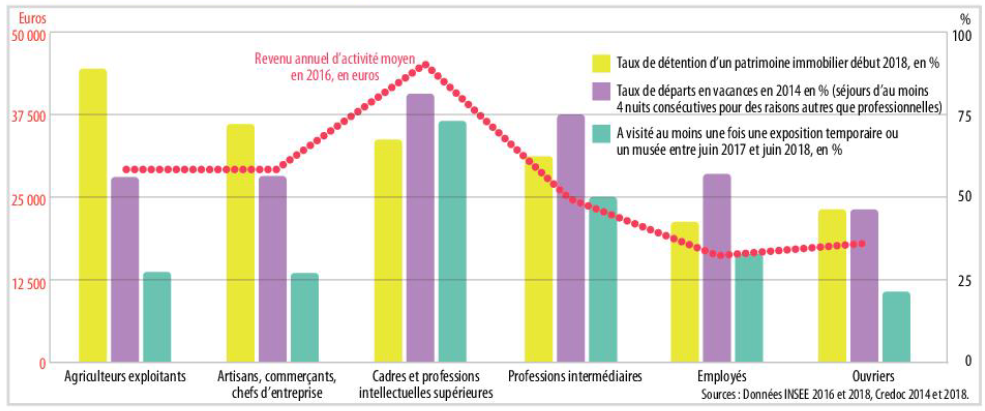 Euros
%
50 000
100
Revenu annuel d'activité moyen
en 2016, en euros
Taux de détention d'un patrimoine immobilier début 2018, en %
Taux de départs en vacances en 2014 en % (séjours d'au moins
4 nuits consécutives pour des raisons autres que professionnelles)
A visité au moins une fois une exposition temporaire ou
un musée entre juin 2017 et juin 2018, en %
37 500
75
25 000
50
12 500
25
0
0
Agriculteurs exploitants
Artisans, commerçants,
chefs d'entreprise
Cadres et professions
intellectuelles supérieures
Professions intermédiaires
Employés
Ouvriers
Sources : Données INSEE 2016 et 2018, Credoc 2014 et 2018.